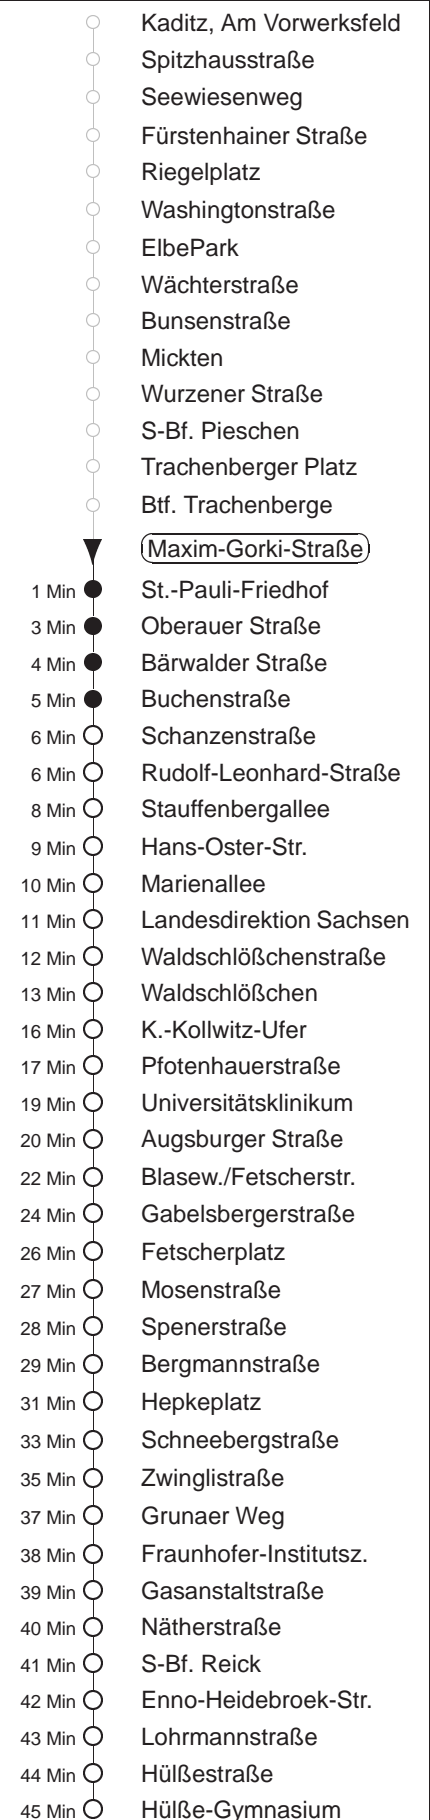 Kaditz, Am Vorwerksfeld
Spitzhausstraße
Seewiesenweg
Fürstenhainer Straße
Riegelplatz
Washingtonstraße
ElbePark
Wächterstraße
Bunsenstraße
Mickten
Wurzener Straße
S-Bf. Pieschen
Trachenberger Platz
Btf. Trachenberge
Maxim-Gorki-Straße
1 Min St.-Pauli-Friedhof
3 Min Oberauer Straße
4 Min Bärwalder Straße
5 Min Buchenstraße
6 Min Schanzenstraße
6 Min Rudolf-Leonhard-Straße
8 Min Stauffenbergallee
9 Min Hans-Oster-Str.
10 Min Marienallee
11 Min Landesdirektion Sachsen
12 Min Waldschlößchenstraße
13 Min Waldschlößchen
16 Min K.-Kollwitz-Ufer
17 Min Pfotenhauerstraße
19 Min Universitätsklinikum
20 Min Augsburger Straße
22 Min Blasew./Fetscherstr.
24 Min Gabelsbergerstraße
26 Min Fetscherplatz
27 Min Mosenstraße
28 Min Spenerstraße
29 Min Bergmannstraße
31 Min Hepkeplatz
33 Min Schneebergstraße
35 Min Zwinglistraße
37 Min Grunaer Weg
38 Min Fraunhofer-Institutsz.
39 Min Gasanstaltstraße
40 Min Nätherstraße
41 Min S-Bf. Reick
42 Min Enno-Heidebroek-Str.
43 Min Lohrmannstraße
44 Min Hülßestraße
45 Min Hülße-Gymnasium